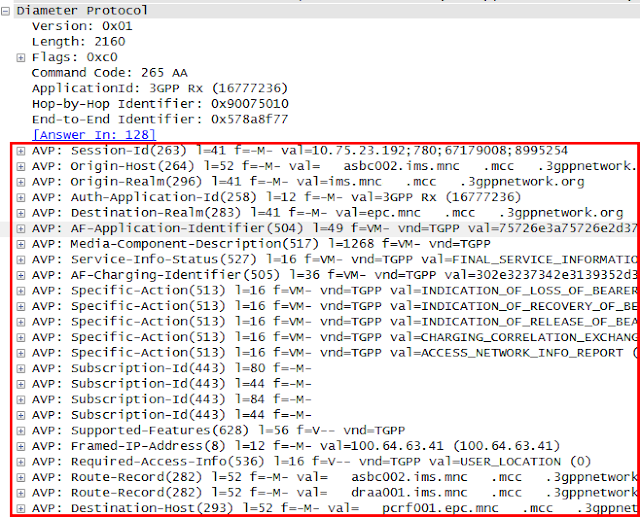 Diameter Protocol
Version: 0x01
Length: 2160
Flags: 0xc0
Command Code: 265 AA
ApplicationId: 3GPP Rx (16777236)
Hop-by-Hop Identifier: 0x90075010
End-to-End Identifier: 0x578a8f77
[Answer In: 128]
AVP: Session-Id(263) l=41 f=-M- val=10.75.23.192;780;67179008;8995254
AVP: Origin-Host(264) l=52 f=-M- val= asbc002.ims.mnc .mcc .3gppnetwork.
AVP: Origin-Realm(296) l=41 f=-M- val=ims.mnc .mcc .3gppnetwork.org
AVP: Auth-Application-Id(258) l=12 f=-M- val=3GPP Rx (16777236)
AVP: Destination-Realm(283) l=41 f=-M- val=epc.mnc .mcc .3gppnetwork.org
AVP: AF-Application-Identifier(504) l=49 f=VM- vnd=TGPP val=75726e3a75726e2d37
AVP: Media-Component-Description(517) l=1268 f=VM- vnd=TGPP
AVP: Service-Info-Status(527) l=16 f=VM- vnd=TGPP val=FINAL_SERVICE_INFORMATIO
AVP: AF-Charging-Identifier(505) l=36 f=VM- vnd=TGPP val=302e3237342e3139352d3
AVP: Specific-Action(513) l=16 f=VM- vnd=TGPP val=INDICATION_OF_LOSS_OF_BEARER
AVP: Specific-Action(513) l=16 f=VM- vnd=TGPP val=INDICATION_OF_RECOVERY_OF_BE
AVP: Specific-Action(513) l=16 f=VM- vnd=TGPP val=INDICATION_OF_RELEASE_OF_BEA
AVP: Specific-Action(513) l=16 f=VM- vnd=TGPP val=CHARGING_CORRELATION_EXCHANG
AVP: Specific-Action(513) l=16 f=VM- vnd=TGPP val=ACCESS_NETWORK_INFO_REPORT (
AVP: Subscription-Id(443) l=80 f=-M-
AVP: Subscription-Id(443) l=44 f=-M-
AVP: Subscription-Id(443) l=84 f=-M-
AVP: Subscription-Id(443) l=44 f=-M-
AVP: Supported-Features(628) l=56 f=V-- vnd=TGPP
AVP: Framed-IP-Address(8) l=12 f=-M- val=100.64.63.41 (100.64.63.41)
AVP: Required-Access-Info(536) l=16 f=V-- vnd=TGPP val=USER_LOCATION (0)
AVP: Route-Record(282) l=52 f=-M- val= asbc002.ims.mnc .mcc .3gppnetwor
AVP: Route-Record(282) l=52 f=-M- val= draa001.ims.mnc .mcc .3gppnetwor
AVP: Destination-Host(293) l=52 f=-M- val= pcrf001.epc.mnc .mcc .3gppnet